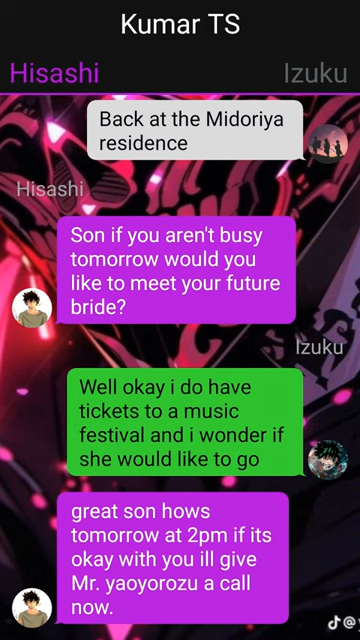 Kumar TS
Hisashi
Izuku
Back at the Midoriya
residence
Hisashi
Son if you aren't busy
tomorrow would you
like to meet your future
bride?
Izuku
Well okay i do have
tickets to a music
festival and i wonder if
she would like to go
great son hows
tomorrow at 2pm if its
okay with you ill give
Mr. yaoyorozu a call
now.
@